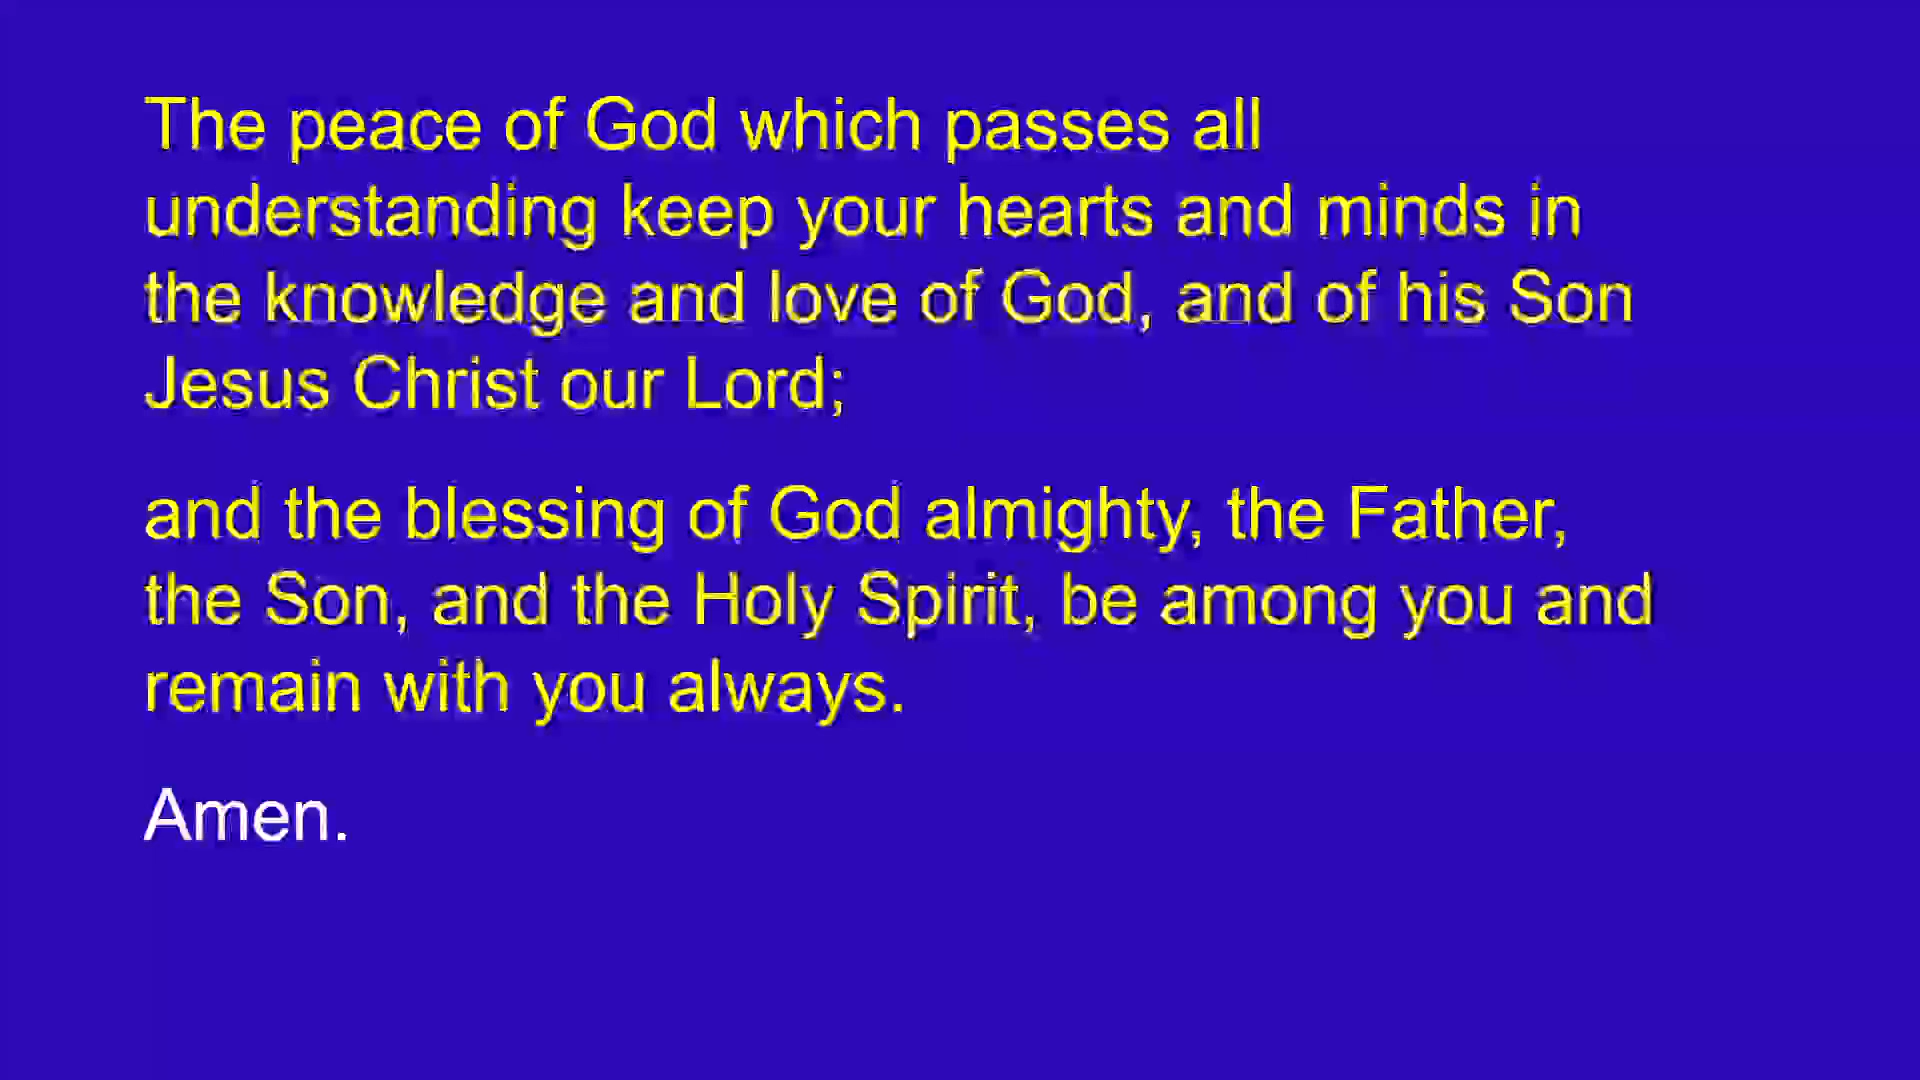 The peace of God which passes all
understanding keep your hearts and minds in
the knowledge and love of God, and of his Son
Jesus Christ our Lord;
and the blessing of God almighty, the Father,
the Son, and the Holy Spirit, be among you and
remain with you always.
Amen.